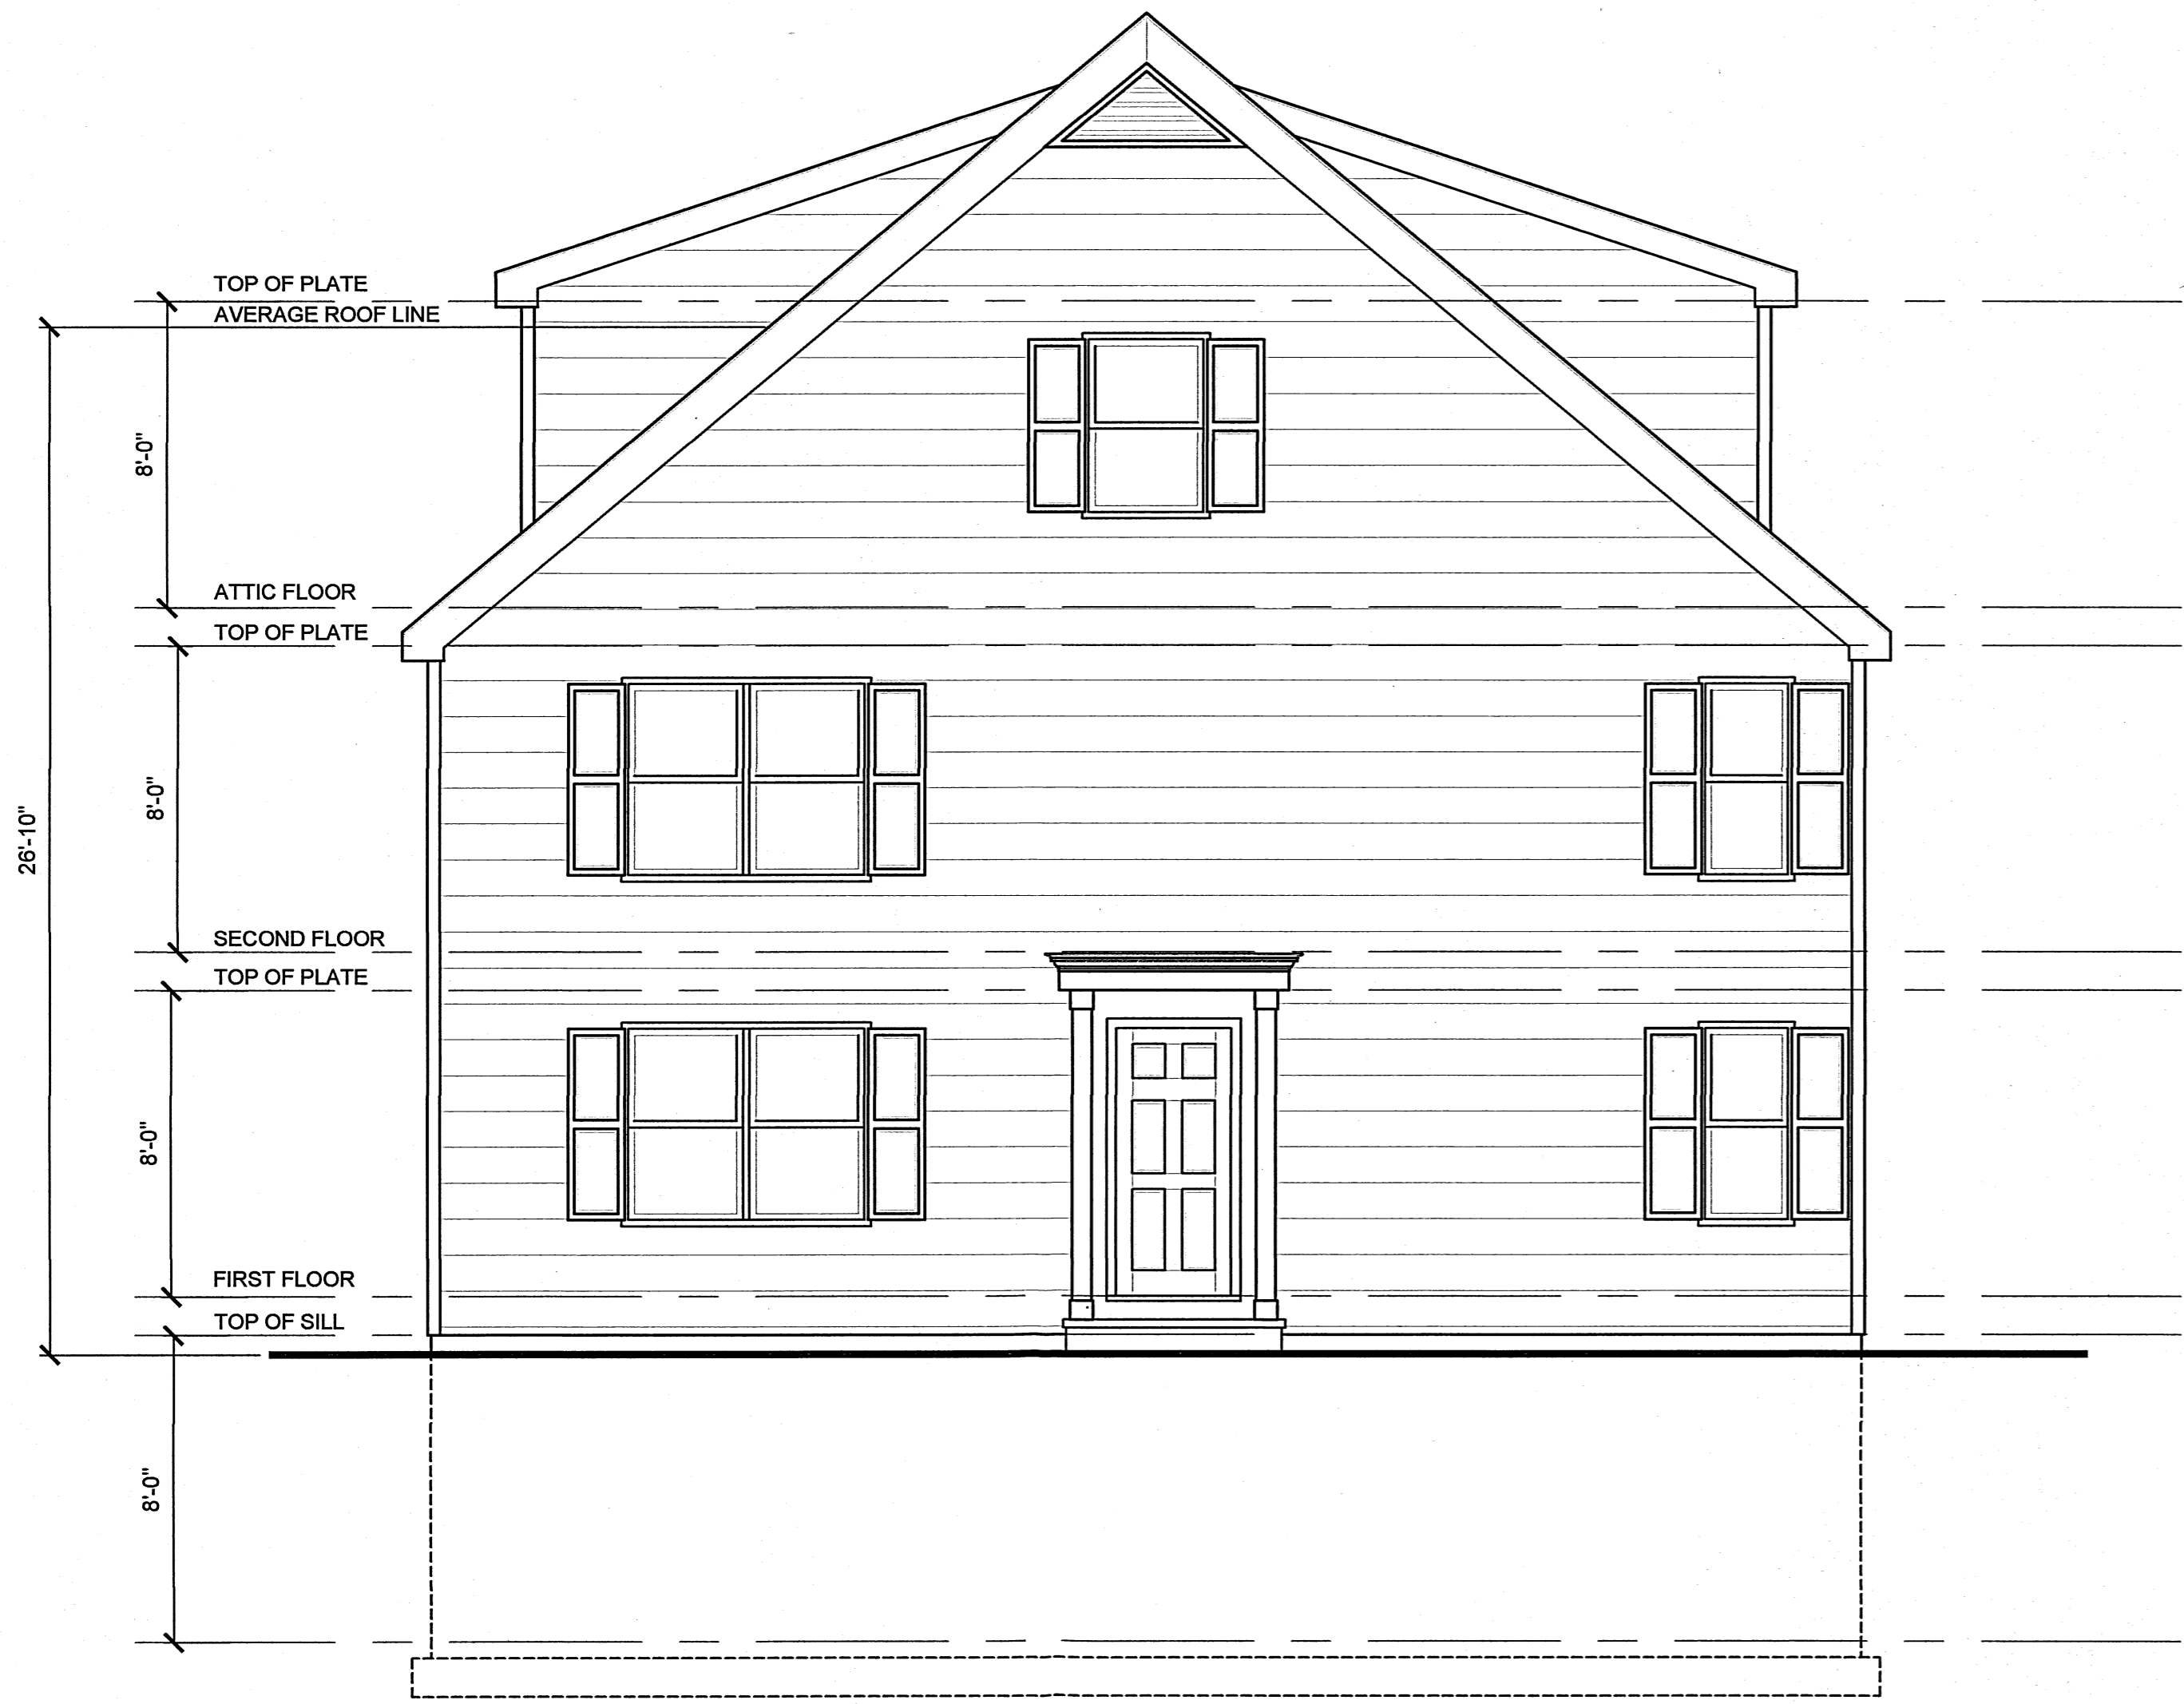 TOP OF PLATE
AVERAGE ROOF LINE
8'-0"
ATTIC FLOOR
TOP OF PLATE
8'-0"
26'-10"
SECOND FLOOR
TOP OF PLATE
8'-0"
FIRST FLOOR
TOP OF SILL
8'-0"